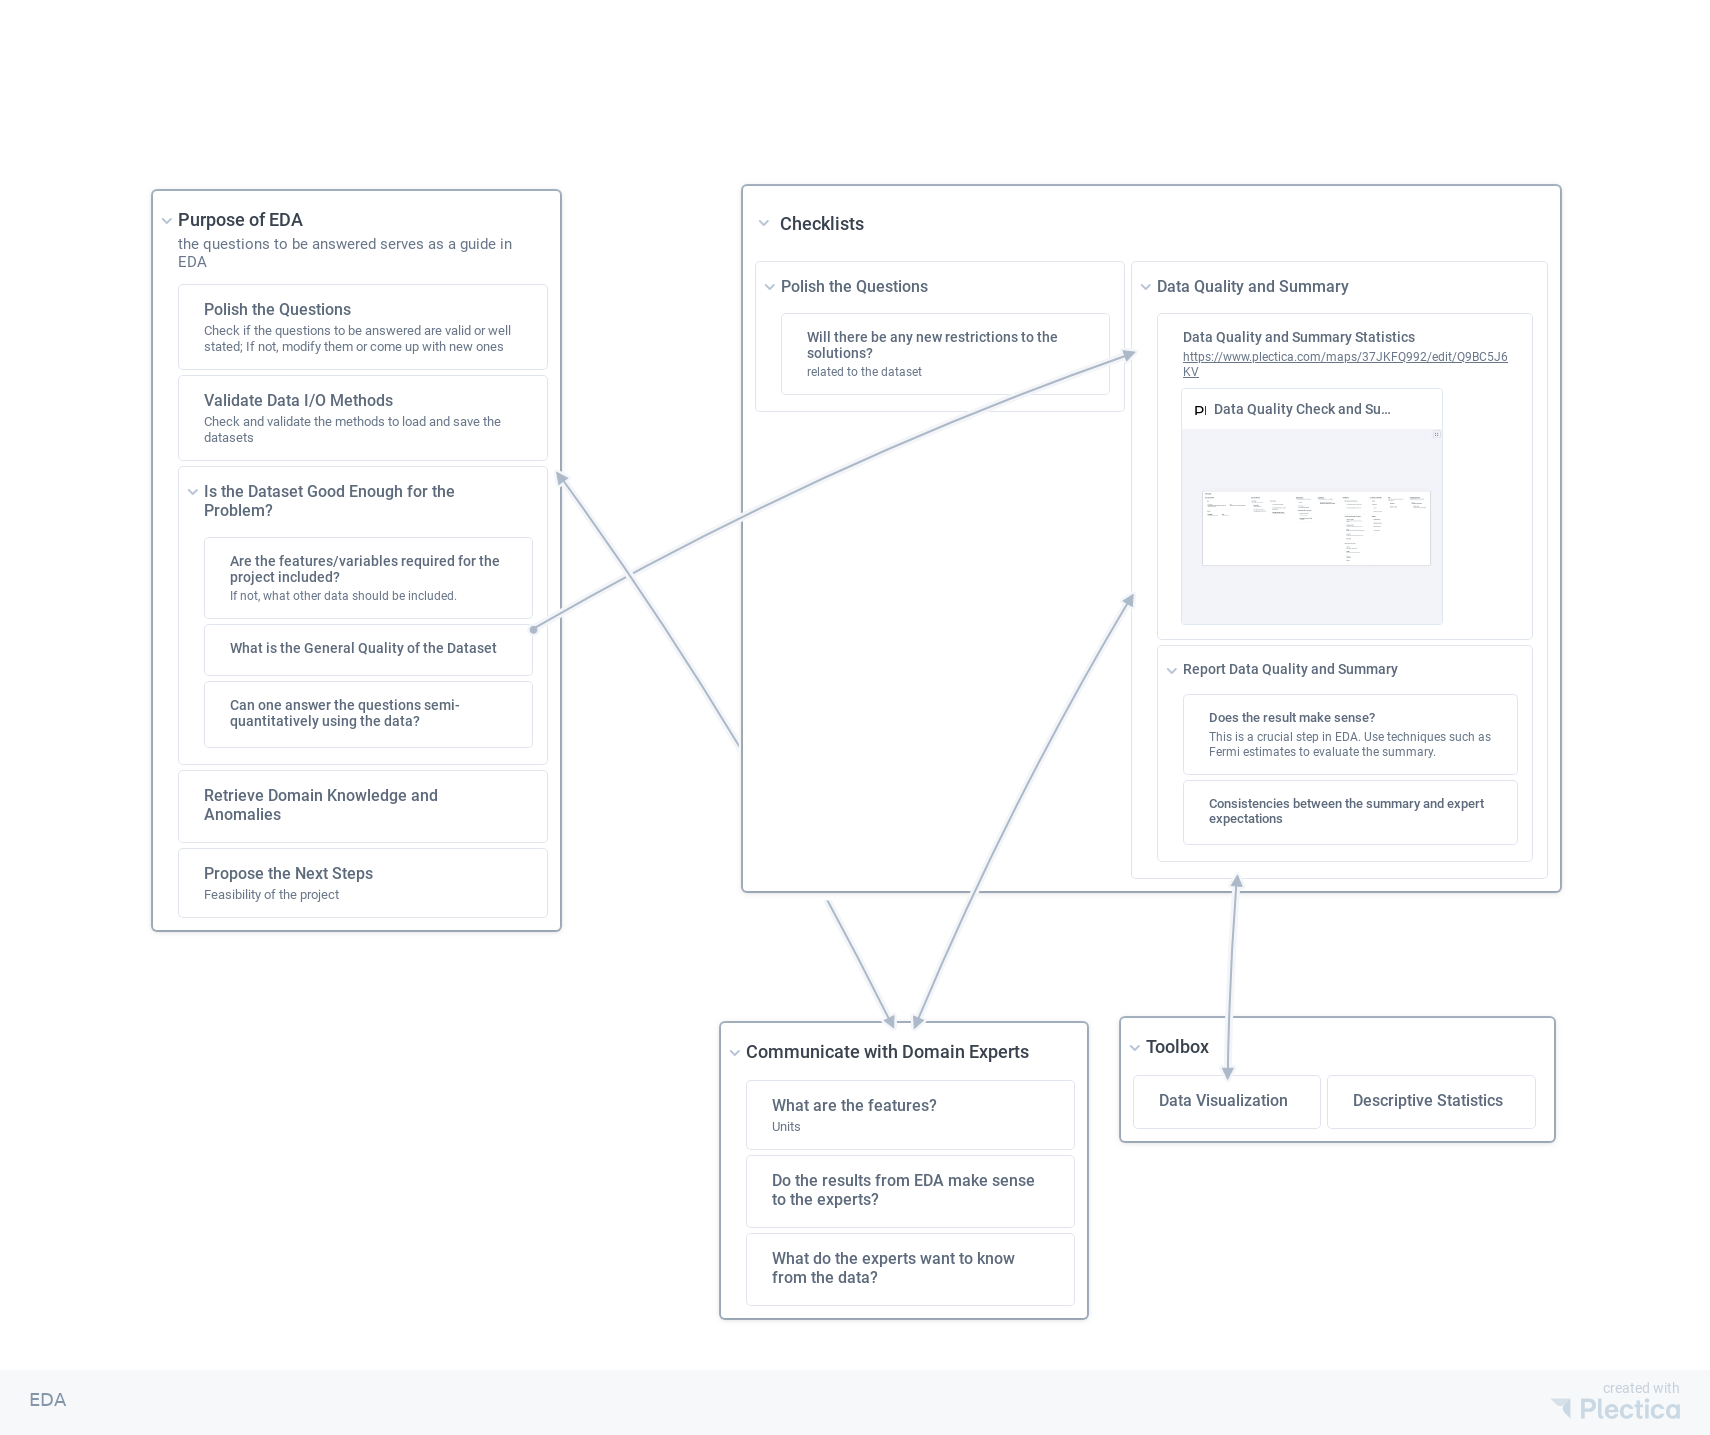 Purpose of EDA
the questions to be answered serves as a guide in
EDA
Polish the Questions
Check if the questions to be answered are valid or well
stated; If not, modify them or come up with new ones
Validate Data I/O Methods
Check and validate the methods to load and save the
datasets
Is the Dataset Good Enough for the
Problem?
Are the features/variables required for the
project included?
If not, what other data should be included.
What is the General Quality of the Dataset
Can one answer the questions semi-
quantitatively using the data?
Retrieve Domain Knowledge and
Anomalies
Propose the Next Steps
Feasibility of the project
Checklists
Polish the Questions
Will there be any new restrictions to the
solutions?
related to the dataset
Data Quality and Summary
Data Quality and Summary Statistics
https://www.plectica.com/maps/37JKFQ992/edit/Q9BC5J6
KV
Data Quality Check and Su...
Report Data Quality and Summary
Does the result make sense?
This is a crucial step in EDA. Use techniques such as
Fermi estimates to evaluate the summary.
Consistencies between the summary and expert
expectations
Communicate with Domain Experts
What are the features?
Units
Do the results from EDA make sense
to the experts?
What do the experts want to know
from the data?
Toolbox
Data Visualization
Descriptive Statistics
EDA
created with
Plectica